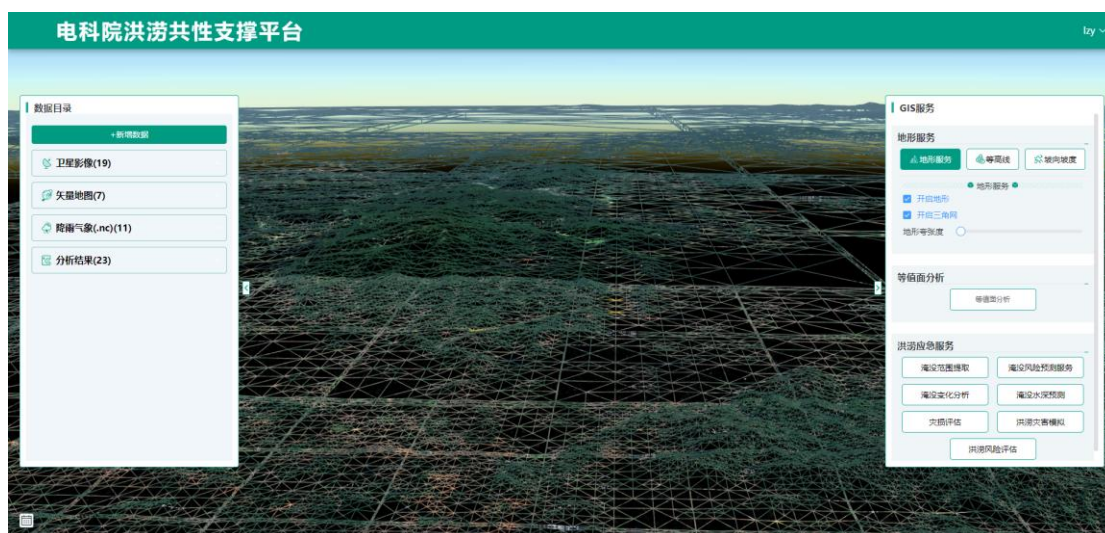 电科院洪涝共性支撑平台
lzy
数据目录
+新增数据
卫星影像(19)
矢量地图(7)
降雨气象(.nc)(11)
分析结果(23)
GIS服务
地形服务
地形服务
等高线
坡向坡度
地形服务
开启地形
开启三角网
地形夸张度
等值面分析
等值面分析
洪涝应急服务
淹没范围提取
淹没风险预测服务
淹没变化分析
淹没水深预测
灾损评估
洪涝灾害模拟
洪涝风险评估